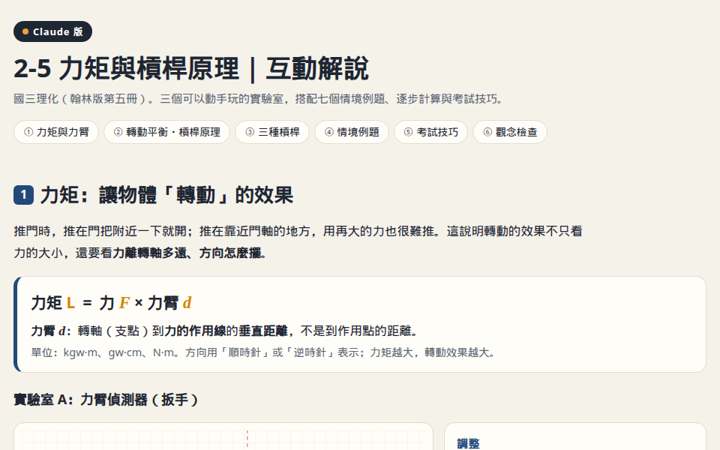 Claude 版
2-5 力矩與槓桿原理｜互動解說
國三理化（翰林版第五冊）。三個可以動手玩的實驗室，搭配七個情境例題、逐步計算與考試技巧。
① 力矩與力臂 ② 轉動平衡・槓桿原理 ③ 三種槓桿 ④ 情境例題 ⑤ 考試技巧 ⑥ 觀念檢查
1 力矩：讓物體「轉動」的效果
推門時，推在門把附近一下就開；推在靠近門軸的地方，用再大的力也很難推。這說明轉動的效果不只看
力的大小，還要看力離轉軸多遠、方向怎麼擺。
力矩 L = 力 F × 力臂 d
力臂 d：轉軸（支點）到力的作用線的垂直距離，不是到作用點的距離。
單位：kgw·m、gw·cm、N·m。方向用「順時針」或「逆時針」表示；力矩越大，轉動效果越大。
實驗室 A：力臂偵測器（扳手）
調整